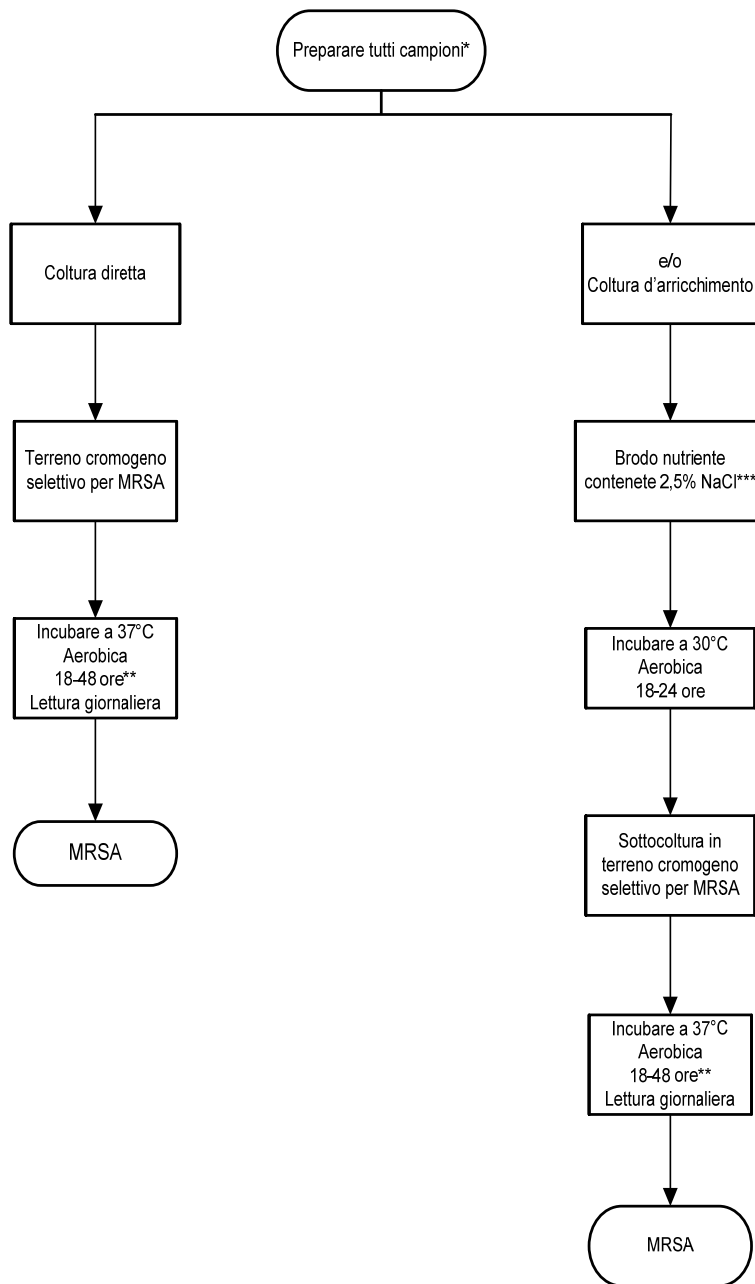 Preparare tutti campioni*
Coltura diretta
Terreno cromogeno
selettivo per MRSA
Incubare a 37°C
Aerobica
18-48 ore**
Lettura giornaliera
MRSA
e/o
Coltura d'arricchimento
Brodo nutriente
contenete 2,5% NaCl***
Incubare a 30°C
Aerobica
18-24 ore
Sottocoltura in
terreno cromogeno
selettivo per MRSA
Incubare a 37°C
Aerobica
18-48 ore**
Lettura giornaliera
MRSA